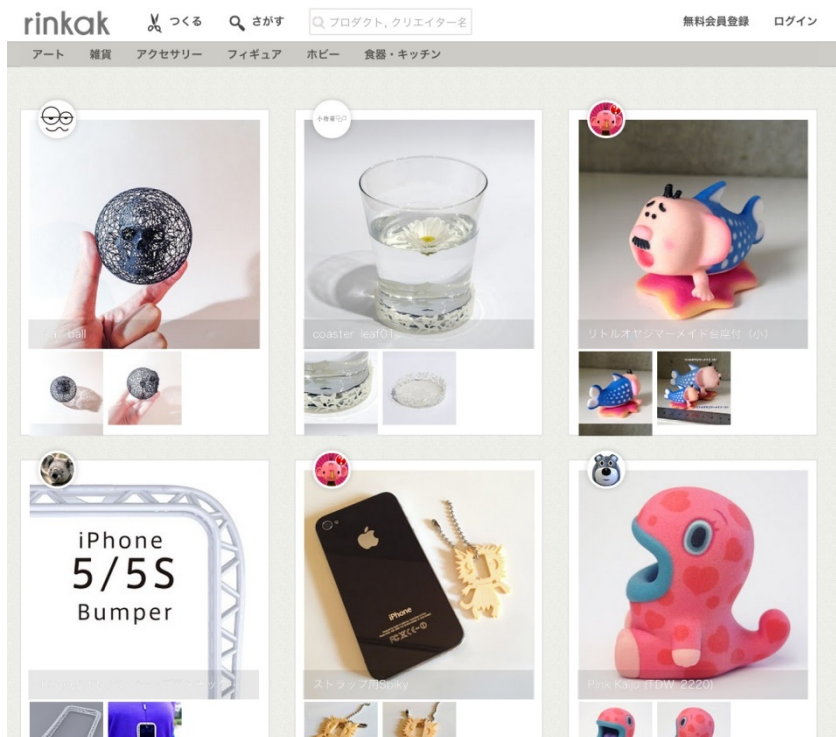 rinkak
つくる
さがす
プロダクト, クリエイター名
無料会員登録
ログイン
アート 雑貨 アクセサリー フィギュア ホビー 食器・キッチン
ball
coaster leaf01
リトルオヤジマーメイド台座付（小）
iPhone
5/5S
Bumper
iPhone
ストラップ用Spiky
Pink Kaiju (TDW_2220)